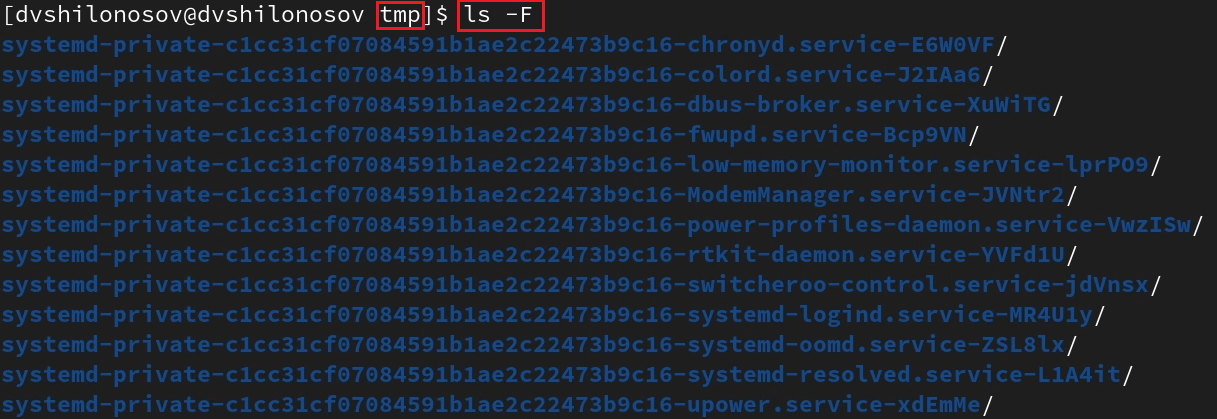 [dvshilonosov@dvshilonosov tmp]$ ls -F
systemd-private-c1cc31cf07084591b1ae2c22473b9c16-chronyd.service-E6W0VF/
systemd-private-c1cc31cf07084591b1ae2c22473b9c16-colord.service-J2IAa6/
systemd-private-c1cc31cf07084591b1ae2c22473b9c16-dbus-broker.service-XuWiTG/
systemd-private-c1cc31cf07084591b1ae2c22473b9c16-fwupd.service-Bcp9VN/
systemd-private-c1cc31cf07084591b1ae2c22473b9c16-low-memory-monitor.service-lprPO9/
systemd-private-c1cc31cf07084591b1ae2c22473b9c16-ModemManager.service-JVNtr2/
systemd-private-c1cc31cf07084591b1ae2c22473b9c16-power-profiles-daemon.service-VwzISw/
systemd-private-c1cc31cf07084591b1ae2c22473b9c16-rtkit-daemon.service-YVFd1U/
systemd-private-c1cc31cf07084591b1ae2c22473b9c16-switcheroo-control.service-jdVnsx/
systemd-private-c1cc31cf07084591b1ae2c22473b9c16-systemd-logind.service-MR4U1y/
systemd-private-c1cc31cf07084591b1ae2c22473b9c16-systemd-oomd.service-ZSL8lx/
systemd-private-c1cc31cf07084591b1ae2c22473b9c16-systemd-resolved.service-L1A4it/
systemd-private-c1cc31cf07084591b1ae2c22473b9c16-upower.service-xdEmMe/